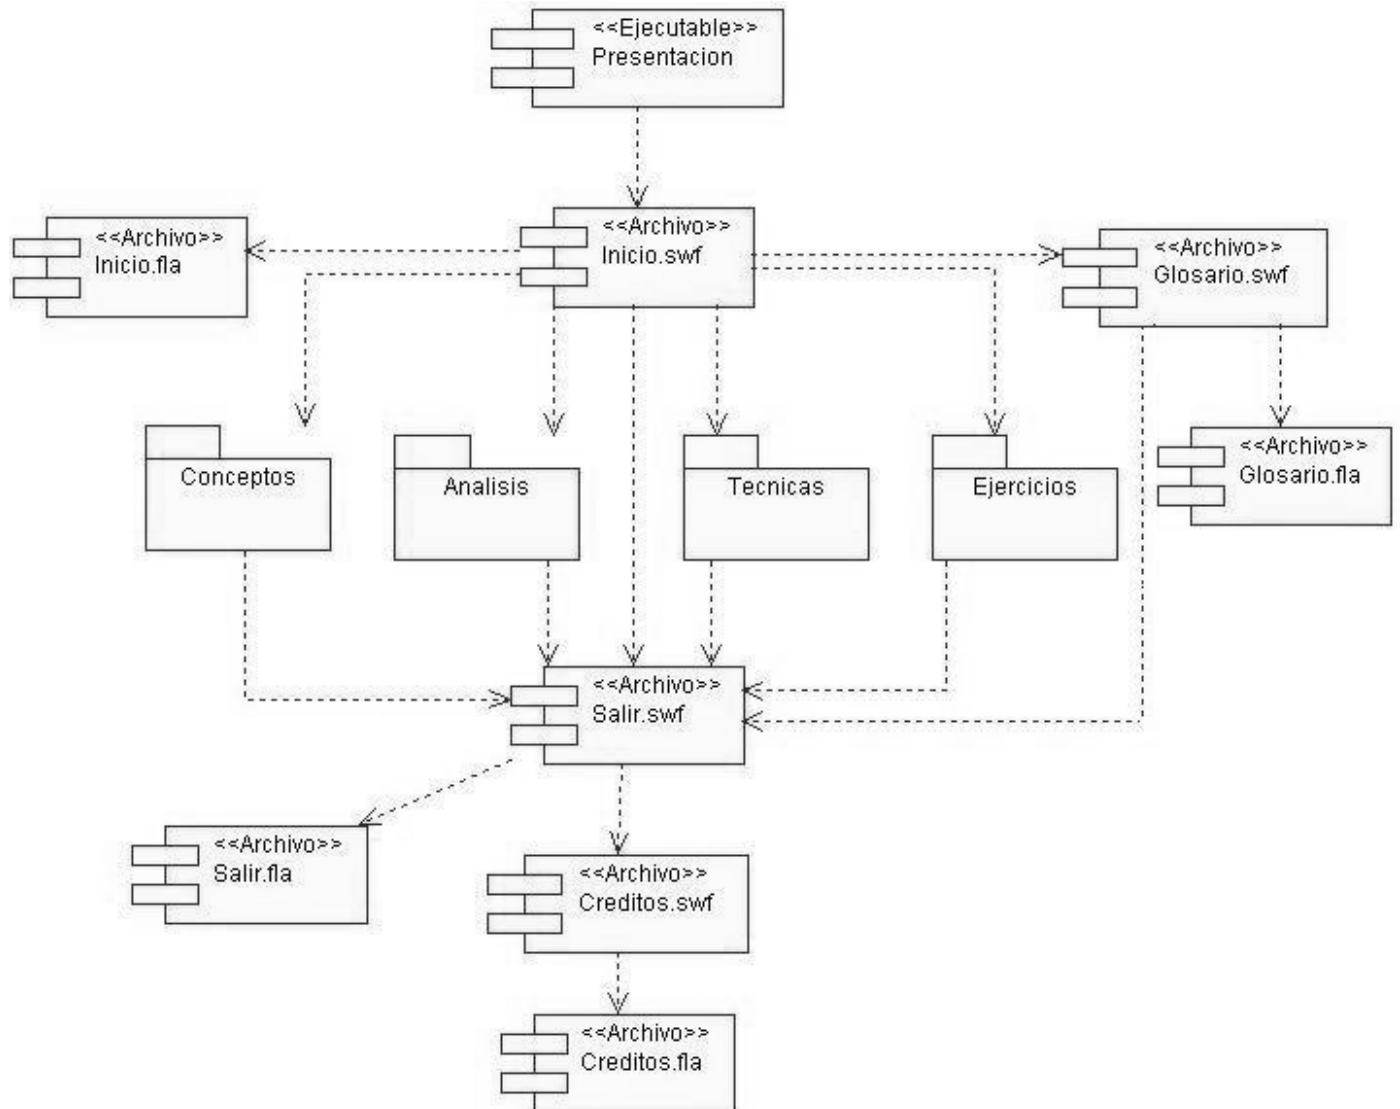 <<Ejecutable>>
Presentacion
<<Archivo>>
Inicio.fla
<<Archivo>>
Inicio.swf
<<Archivo>>
Glosario.swf
Conceptos
Analisis
Tecnicas
Ejercicios
<<Archivo>>
Glosario.fla
<<Archivo>>
Salir.swf
<<Archivo>>
Salir.fla
<<Archivo>>
Creditos.swf
<<Archivo>>
Creditos.fla